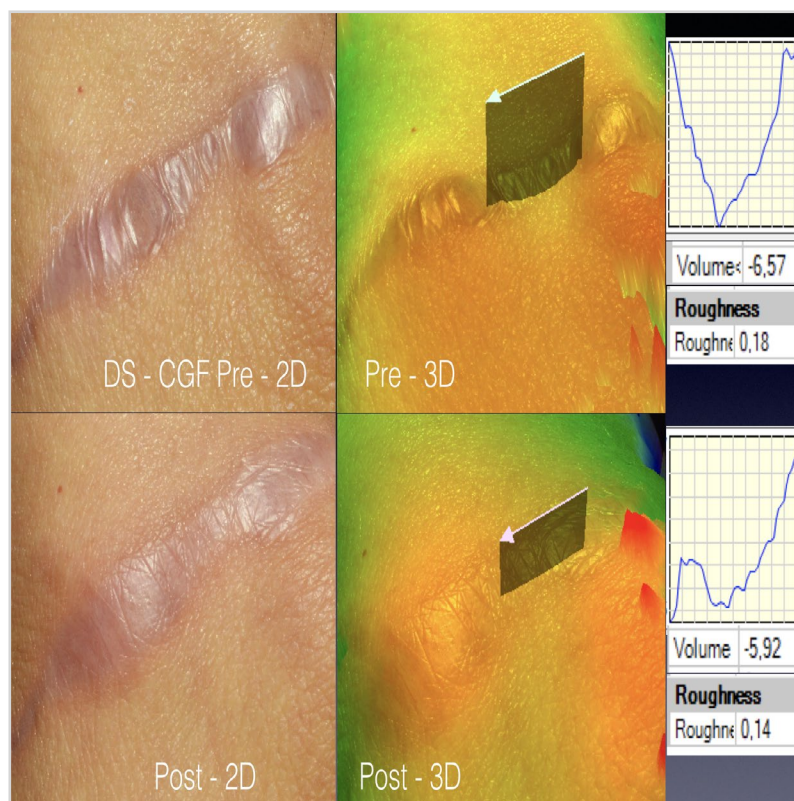 DS - CGF Pre - 2D
Pre - 3D
Volume< -6,57
Roughness
Roughne 0,18
Post - 2D
Post - 3D
Volume -5,92
Roughness
Roughne 0,14